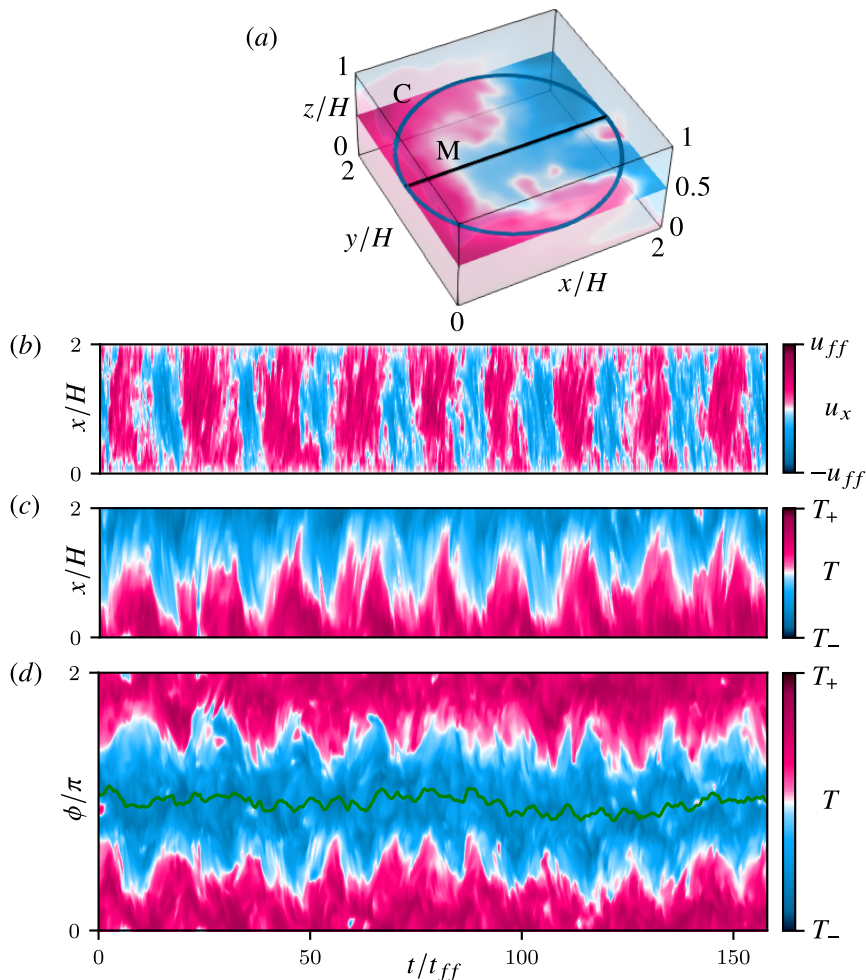 (a)
1
C
z/H
0
2
M
1
0.5
0
2
y/H
x/H
0
(b)
2
x/H
0
u_ff
u_x
−u_ff
(c)
2
x/H
0
T_+
T
T_−
(d)
2
ϕ/π
0
T_+
T
T_−
0 50 100 150
t/t_ff